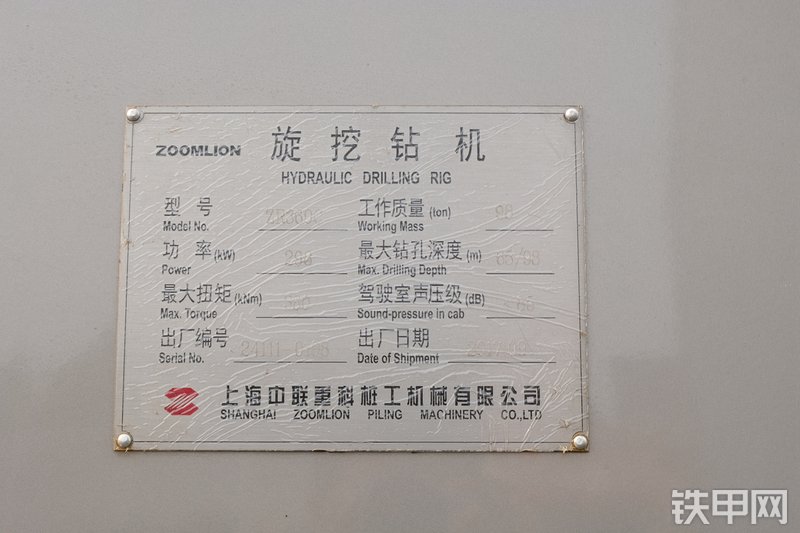 ZOOMLION 旋挖钻机
HYDRAULIC DRILLING RIG
型号 工作质量(ton)
Model No. Working Mass
功率(kW) 最大钻孔深度(m) 65/98
Power Max. Drilling Depth
最大扭矩(kNm) 驾驶室声压级(dB)
Max. Torque Sound-pressure in cab
出厂编号 出厂日期
Serial No. Date of Shipment
上海中联重科桩工机械有限公司
SHANGHAI ZOOMLION PILING MACHINERY CO.,LTD
铁甲网